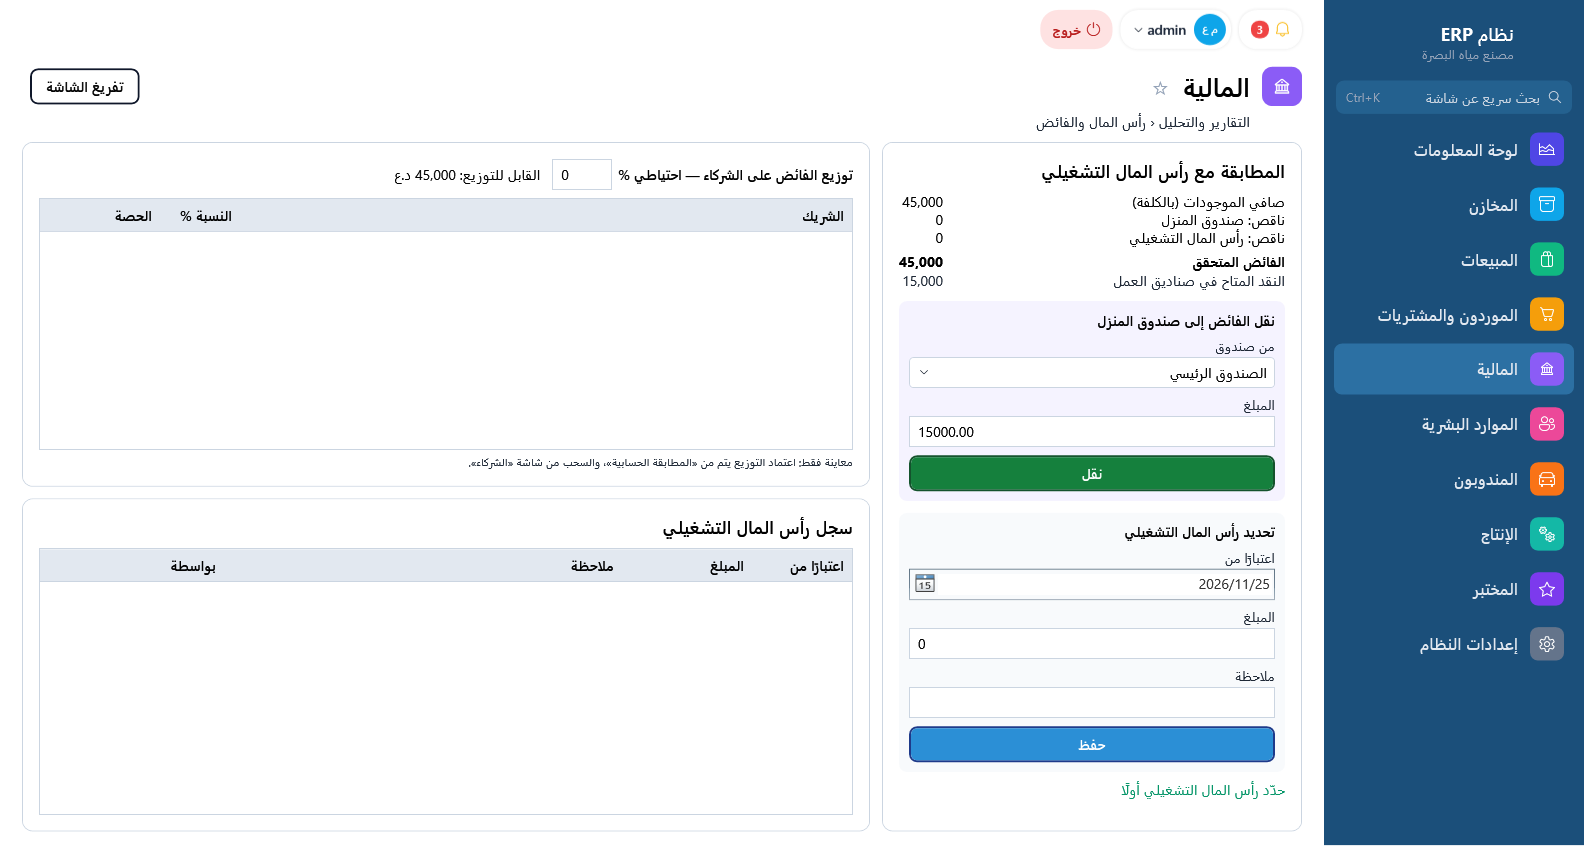 نظام ERP
مصنع مياه البصرة
بحث سريع عن شاشة Ctrl+K
لوحة المعلومات
المخازن
المبيعات
الموردون والمشتريات
المالية
الموارد البشرية
المندوبون
الإنتاج
المختبر
إعدادات النظام
3
م ع admin
خروج
المالية
التقارير والتحليل › رأس المال والفائض
تفريغ الشاشة
المطابقة مع رأس المال التشغيلي
صافي الموجودات (بالكلفة) 45,000
ناقص: صندوق المنزل 0
ناقص: رأس المال التشغيلي 0
الفائض المتحقق 45,000
النقد المتاح في صناديق العمل 15,000
نقل الفائض إلى صندوق المنزل
من صندوق
الصندوق الرئيسي
المبلغ
15000.00
نقل
تحديد رأس المال التشغيلي
اعتبارًا من
2026/11/25
15
المبلغ
0
ملاحظة
حفظ
حدّد رأس المال التشغيلي أولًا
توزيع الفائض على الشركاء — احتياطي % 0 القابل للتوزيع: 45,000 د.ع
الشريك النسبة % الحصة
معاينة فقط: اعتماد التوزيع يتم من «المطابقة الحسابية»، والسحب من شاشة «الشركاء».
سجل رأس المال التشغيلي
اعتبارًا من المبلغ ملاحظة بواسطة